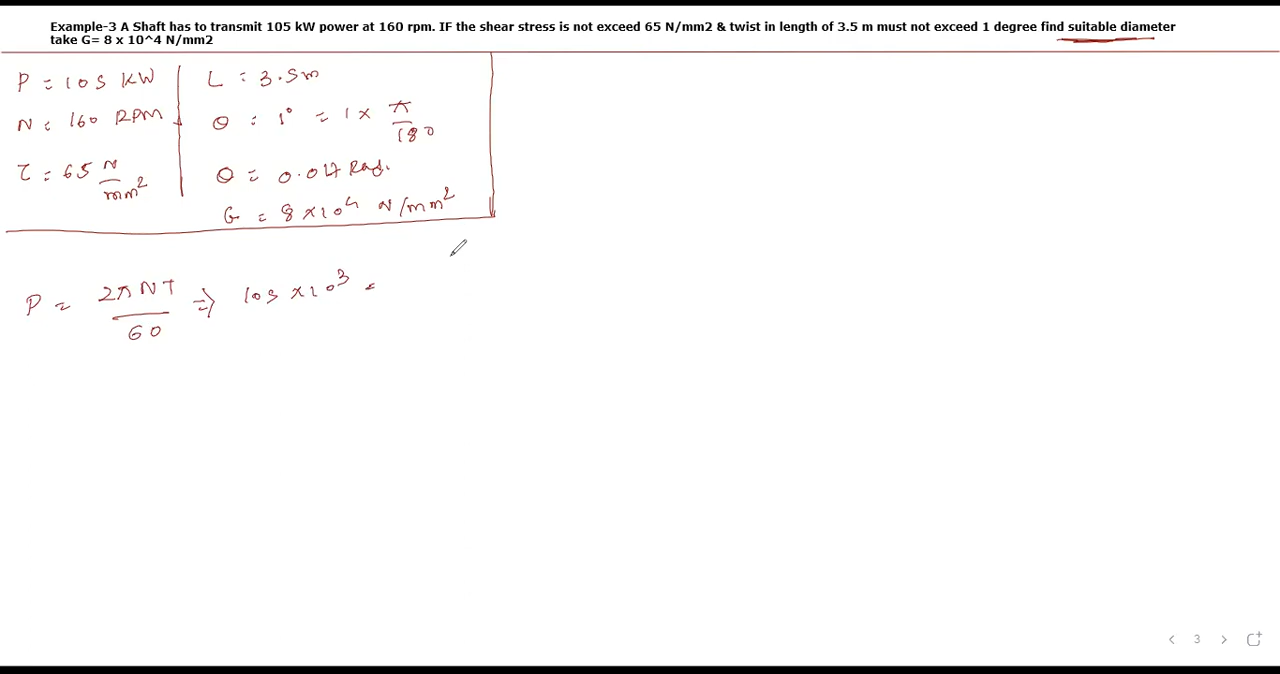 Example-3 A Shaft has to transmit 105 kW power at 160 rpm. IF the shear stress is not exceed 65 N/mm2 & twist in length of 3.5 m must not exceed 1 degree find suitable diameter
take G= 8 x 10^4 N/mm2
P = 105 KW
N = 160 RPM
τ = 65 N/mm²
L = 3.5m
θ = 1° = 1 × π/180
θ = 0.017 Rad.
G = 8×10⁴ N/mm²
P = 2πNT/60 ⇒ 105 ×10³ =
3